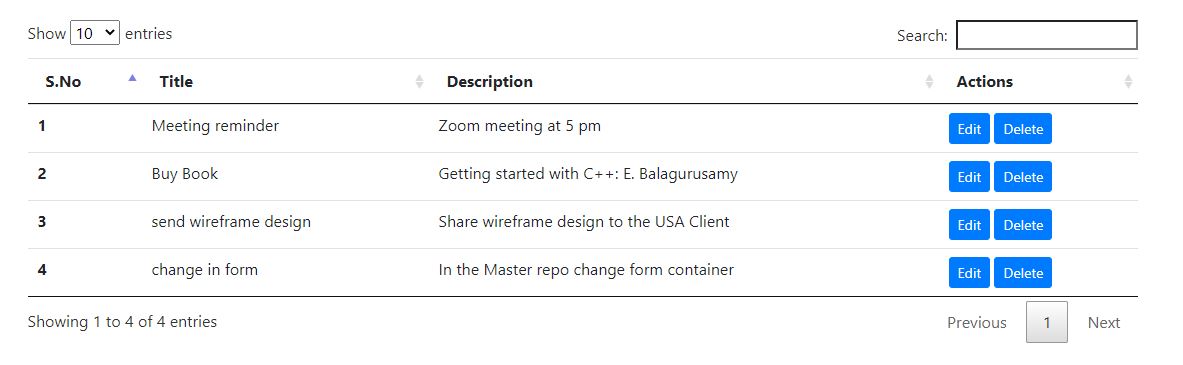 Show 10 entries Search:
S.No Title Description Actions
1 Meeting reminder Zoom meeting at 5 pm Edit Delete
2 Buy Book Getting started with C++: E. Balagurusamy Edit Delete
3 send wireframe design Share wireframe design to the USA Client Edit Delete
4 change in form In the Master repo change form container Edit Delete
Showing 1 to 4 of 4 entries Previous 1 Next